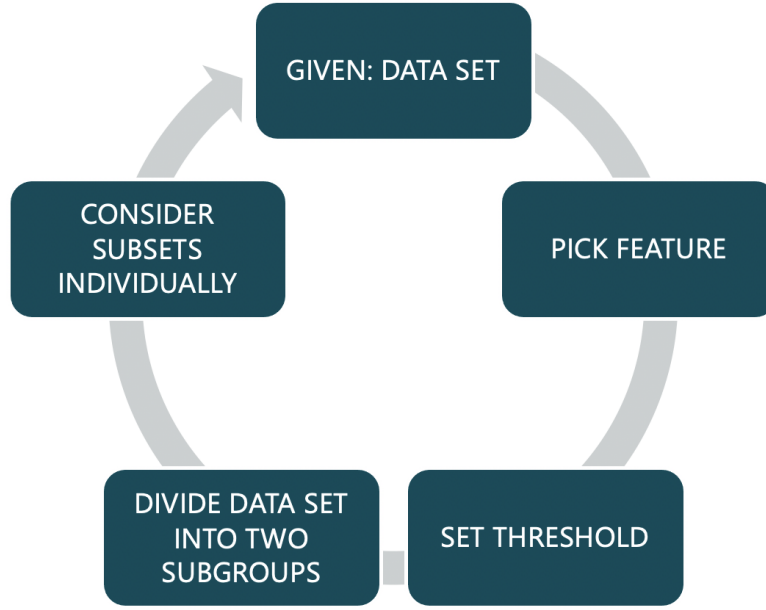 GIVEN: DATA SET
PICK FEATURE
SET THRESHOLD
DIVIDE DATA SET
INTO TWO
SUBGROUPS
CONSIDER
SUBSETS
INDIVIDUALLY